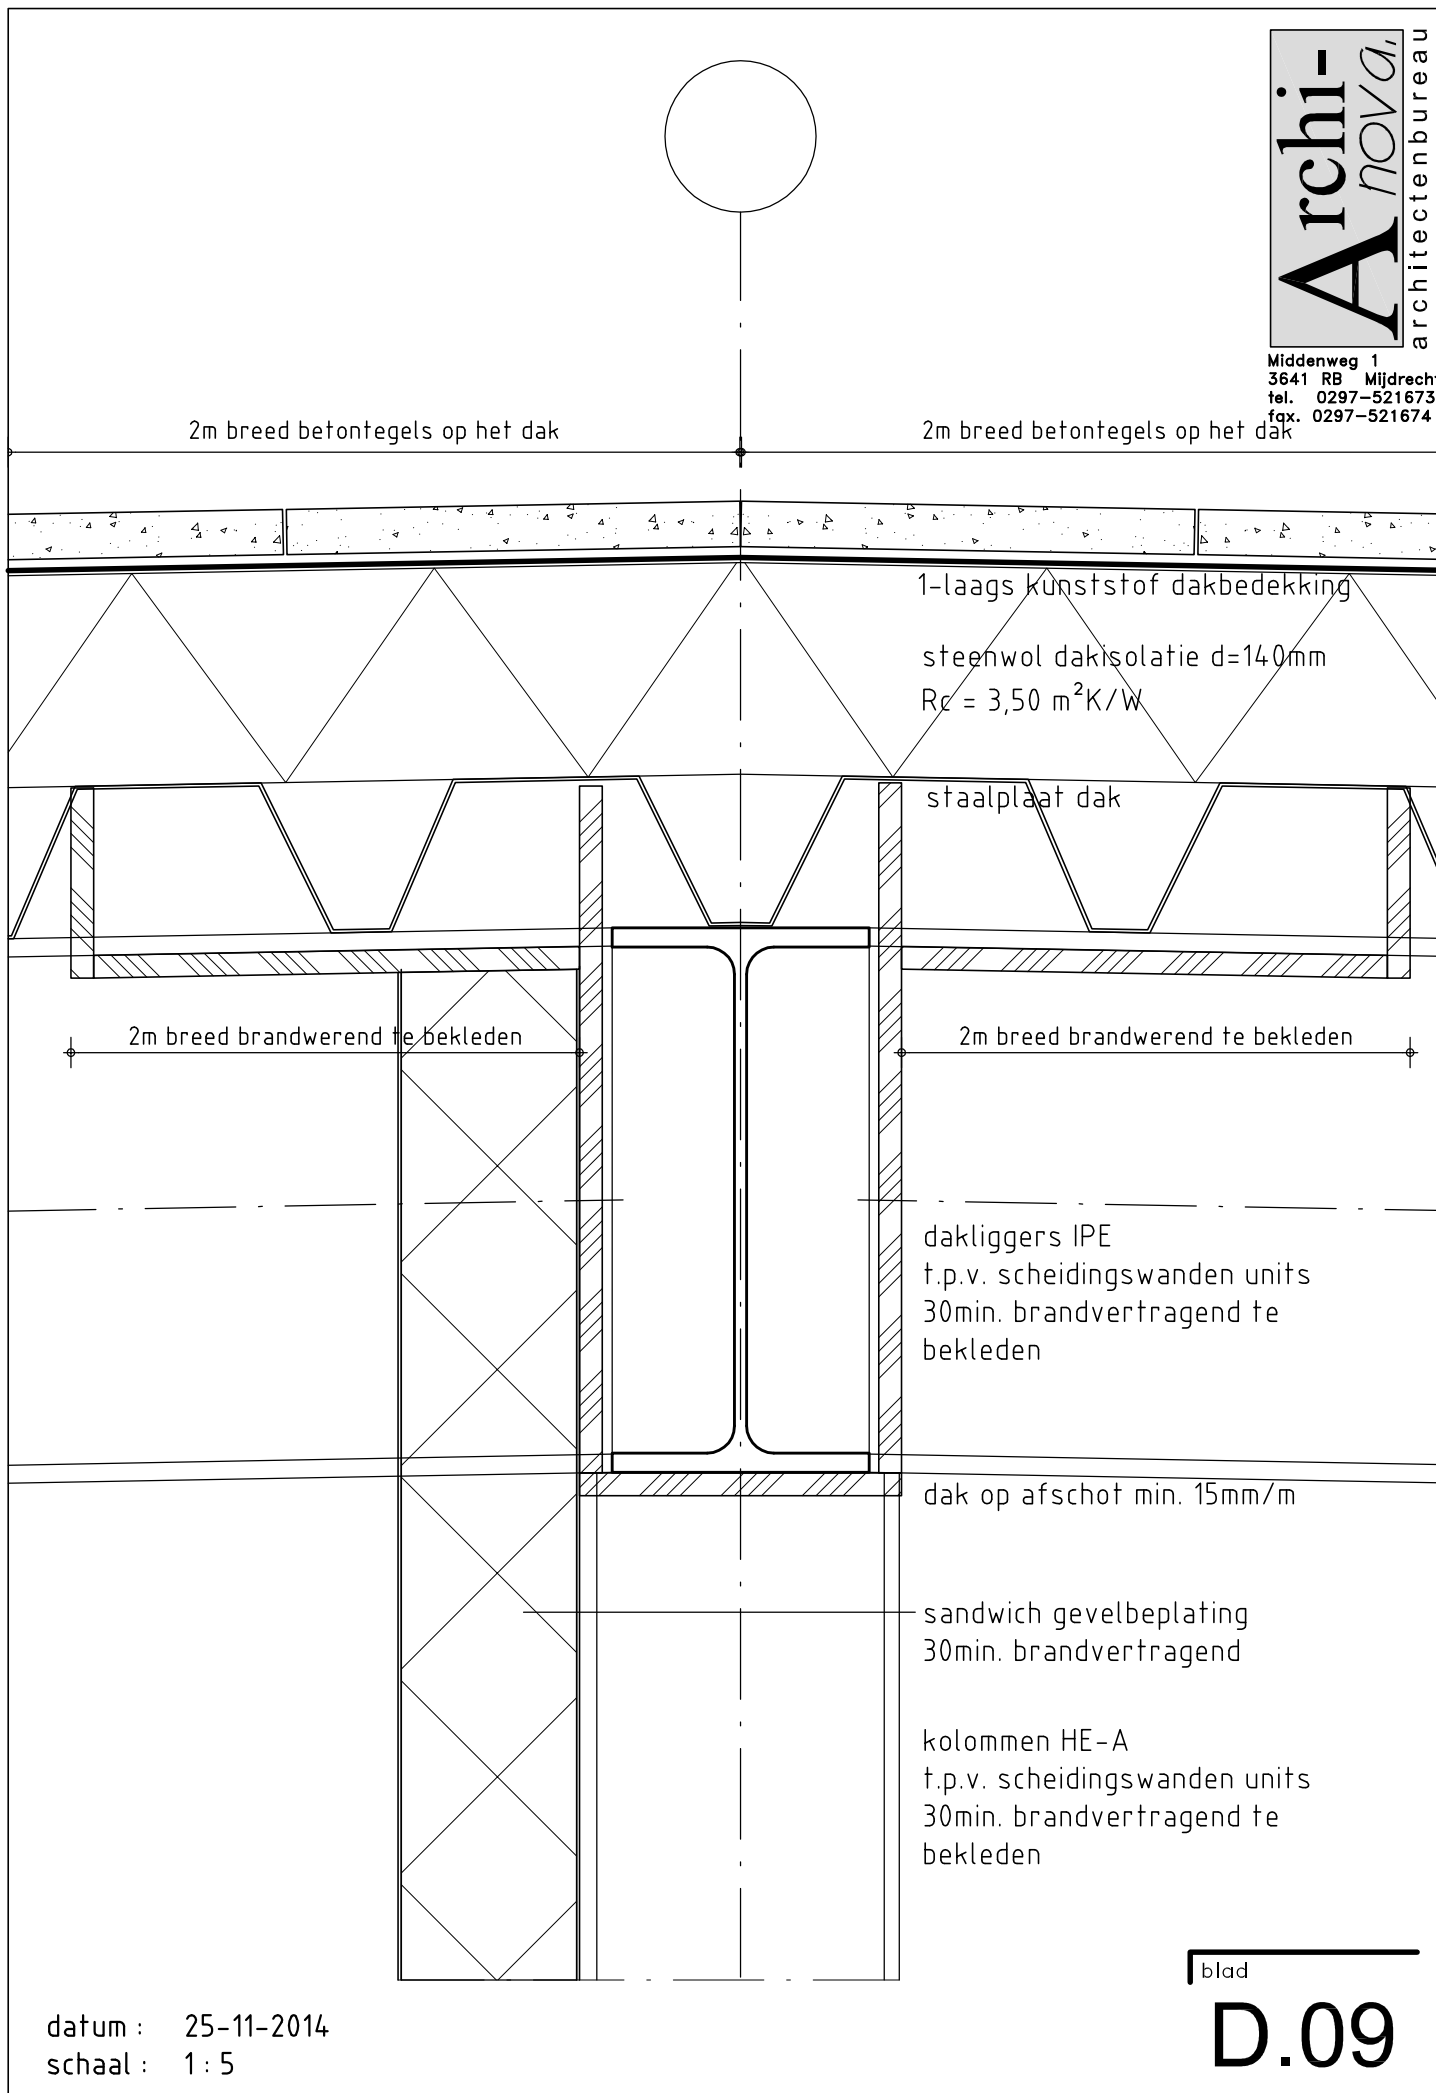 Archi-
nova.
architectenbureau
Middenweg 1
3641 RB Mijdrecht
tel. 0297-521673
fax. 0297-521674
2m breed betontegels op het dak
2m breed betontegels op het dak
1-laags kunststof dakbedekking
steenwol dakisolatie d=140mm
Rc = 3,50 m²K/W
staalplaat dak
2m breed brandwerend te bekleden
2m breed brandwerend te bekleden
dakliggers IPE
t.p.v. scheidingswanden units
30min. brandvertragend te
bekleden
dak op afschot min. 15mm/m
sandwich gevelbeplating
30min. brandvertragend
kolommen HE-A
t.p.v. scheidingswanden units
30min. brandvertragend te
bekleden
blad
D.09
datum : 25-11-2014
schaal : 1 : 5